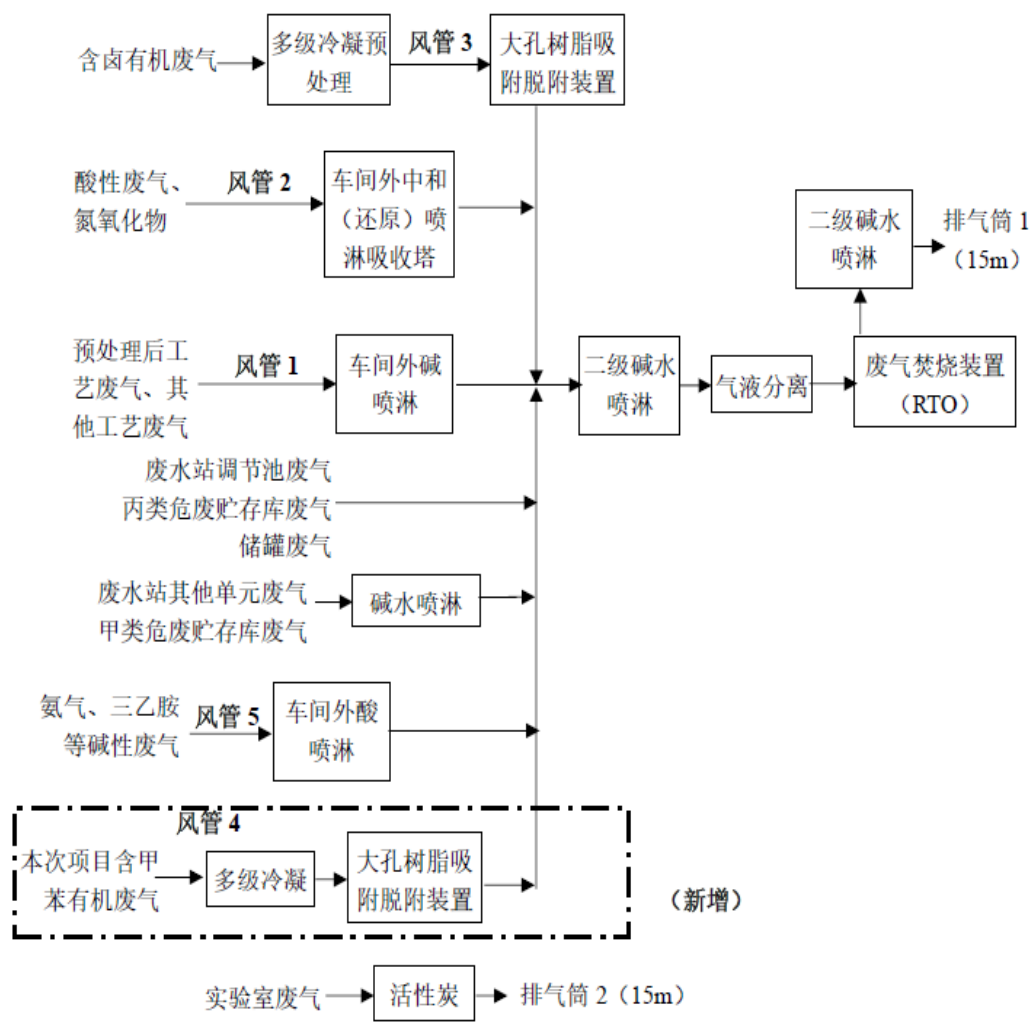 含卤有机废气
多级冷凝预
处理
风管 3
大孔树脂吸
附脱附装置
酸性废气、
氮氧化物
风管 2
车间外中和
（还原）喷
淋吸收塔
二级碱水
喷淋
排气筒 1
（15m）
预处理后工
艺废气、其
他工艺废气
风管 1
车间外碱
喷淋
二级碱水
喷淋
气液分离
废气焚烧装置
（RTO）
废水站调节池废气
丙类危废贮存库废气
储罐废气
废水站其他单元废气
甲类危废贮存库废气
碱水喷淋
氨气、三乙胺
等碱性废气
风管 5
车间外酸
喷淋
风管 4
本次项目含甲
苯有机废气
多级冷凝
大孔树脂吸
附脱附装置
（新增）
实验室废气
活性炭
排气筒 2（15m）